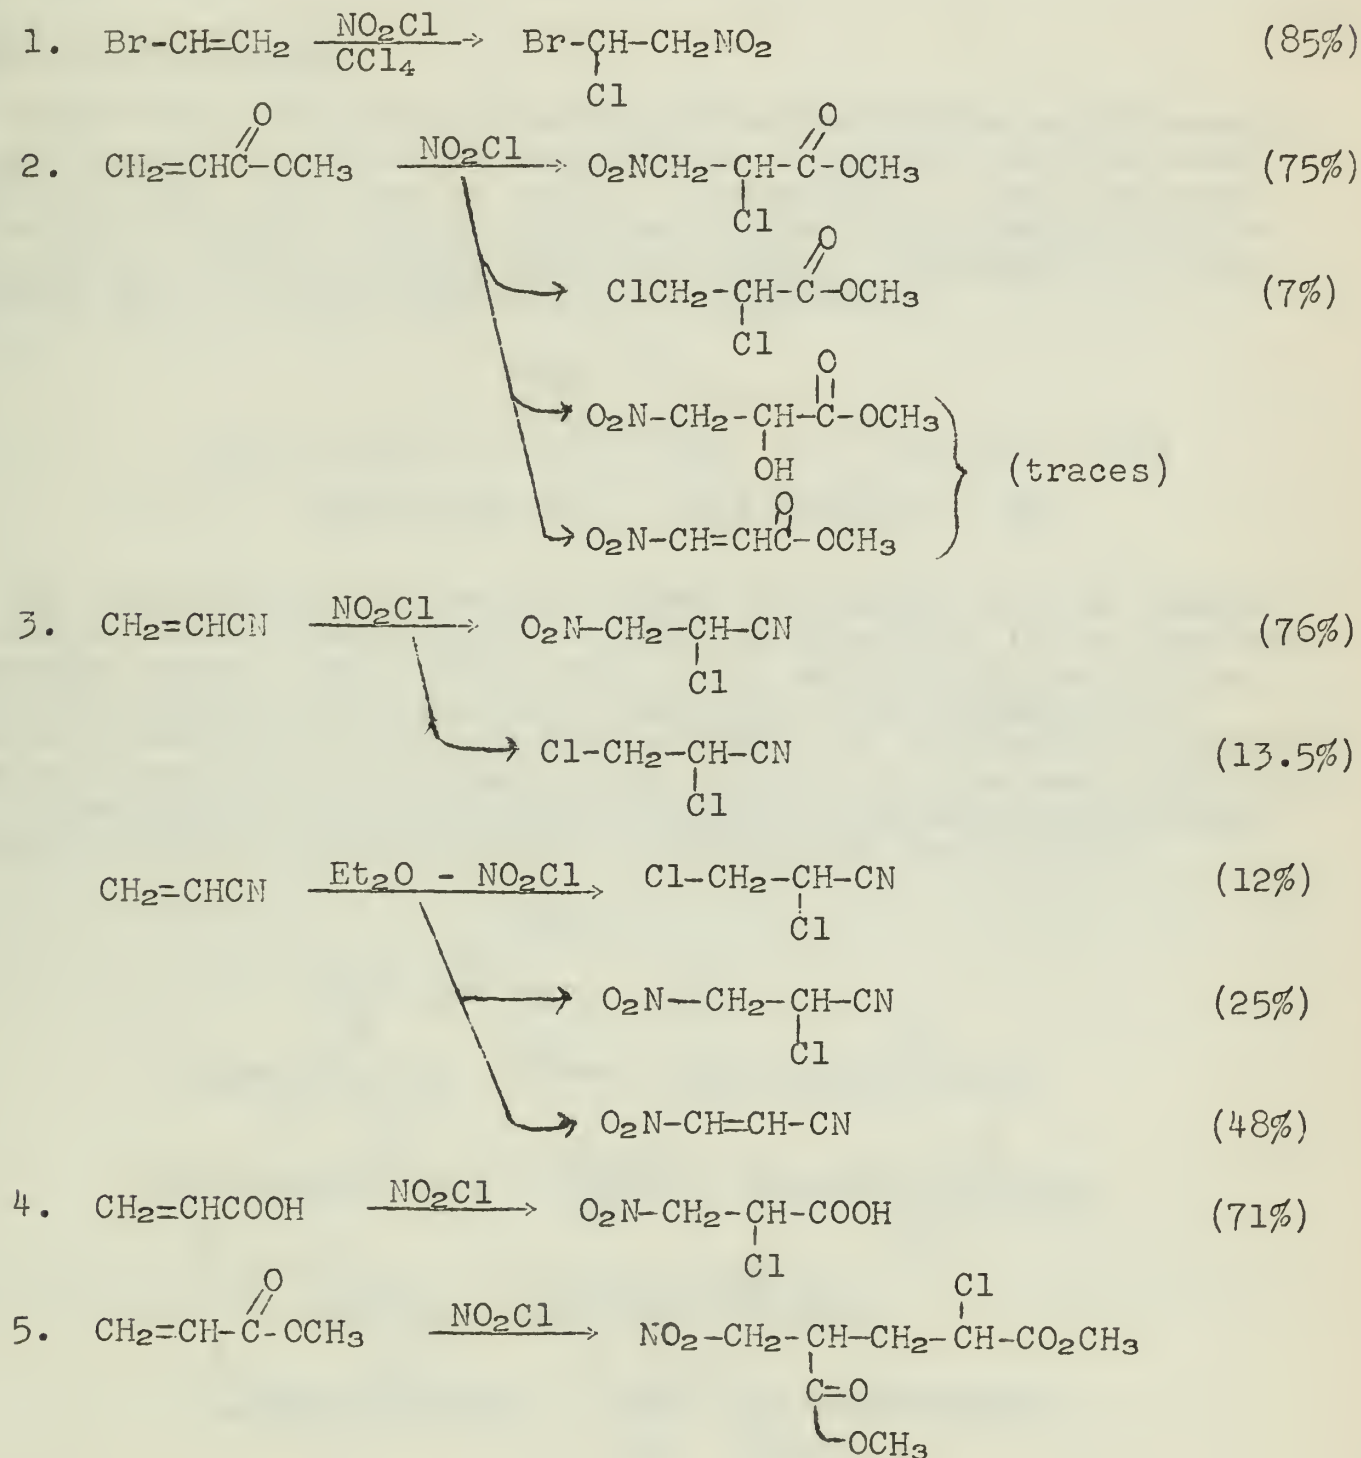 1. Br-CH=CH₂ NO₂Cl CCl₄ Br-CH-CH₂NO₂ (85%)
Cl
O O
2. CH₂=CHC-OCH₃ NO₂Cl O₂NCH₂-CH-C-OCH₃ (75%)
Cl
O
ClCH₂-CH-C-OCH₃ (7%)
Cl
O
O₂N-CH₂-CH-C-OCH₃
OH
(traces)
O
O₂N-CH=CHC-OCH₃
3. CH₂=CHCN NO₂Cl O₂N-CH₂-CH-CN (76%)
Cl
Cl-CH₂-CH-CN (13.5%)
Cl
CH₂=CHCN Et₂O - NO₂Cl Cl-CH₂-CH-CN (12%)
Cl
O₂N-CH₂-CH-CN (25%)
Cl
O₂N-CH=CH-CN (48%)
4. CH₂=CHCOOH NO₂Cl O₂N-CH₂-CH-COOH (71%)
Cl
O Cl
5. CH₂=CH-C-OCH₃ NO₂Cl NO₂-CH₂-CH-CH₂-CH-CO₂CH₃
C=O
OCH₃